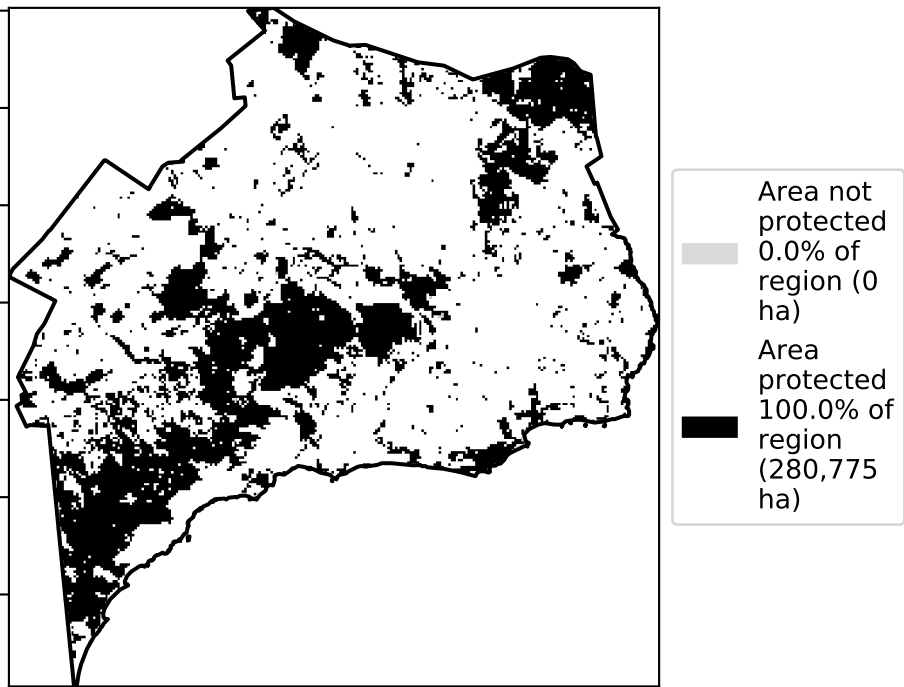 Area not
protected
0.0% of
region (0
ha)
Area
protected
100.0% of
region
(280,775
ha)